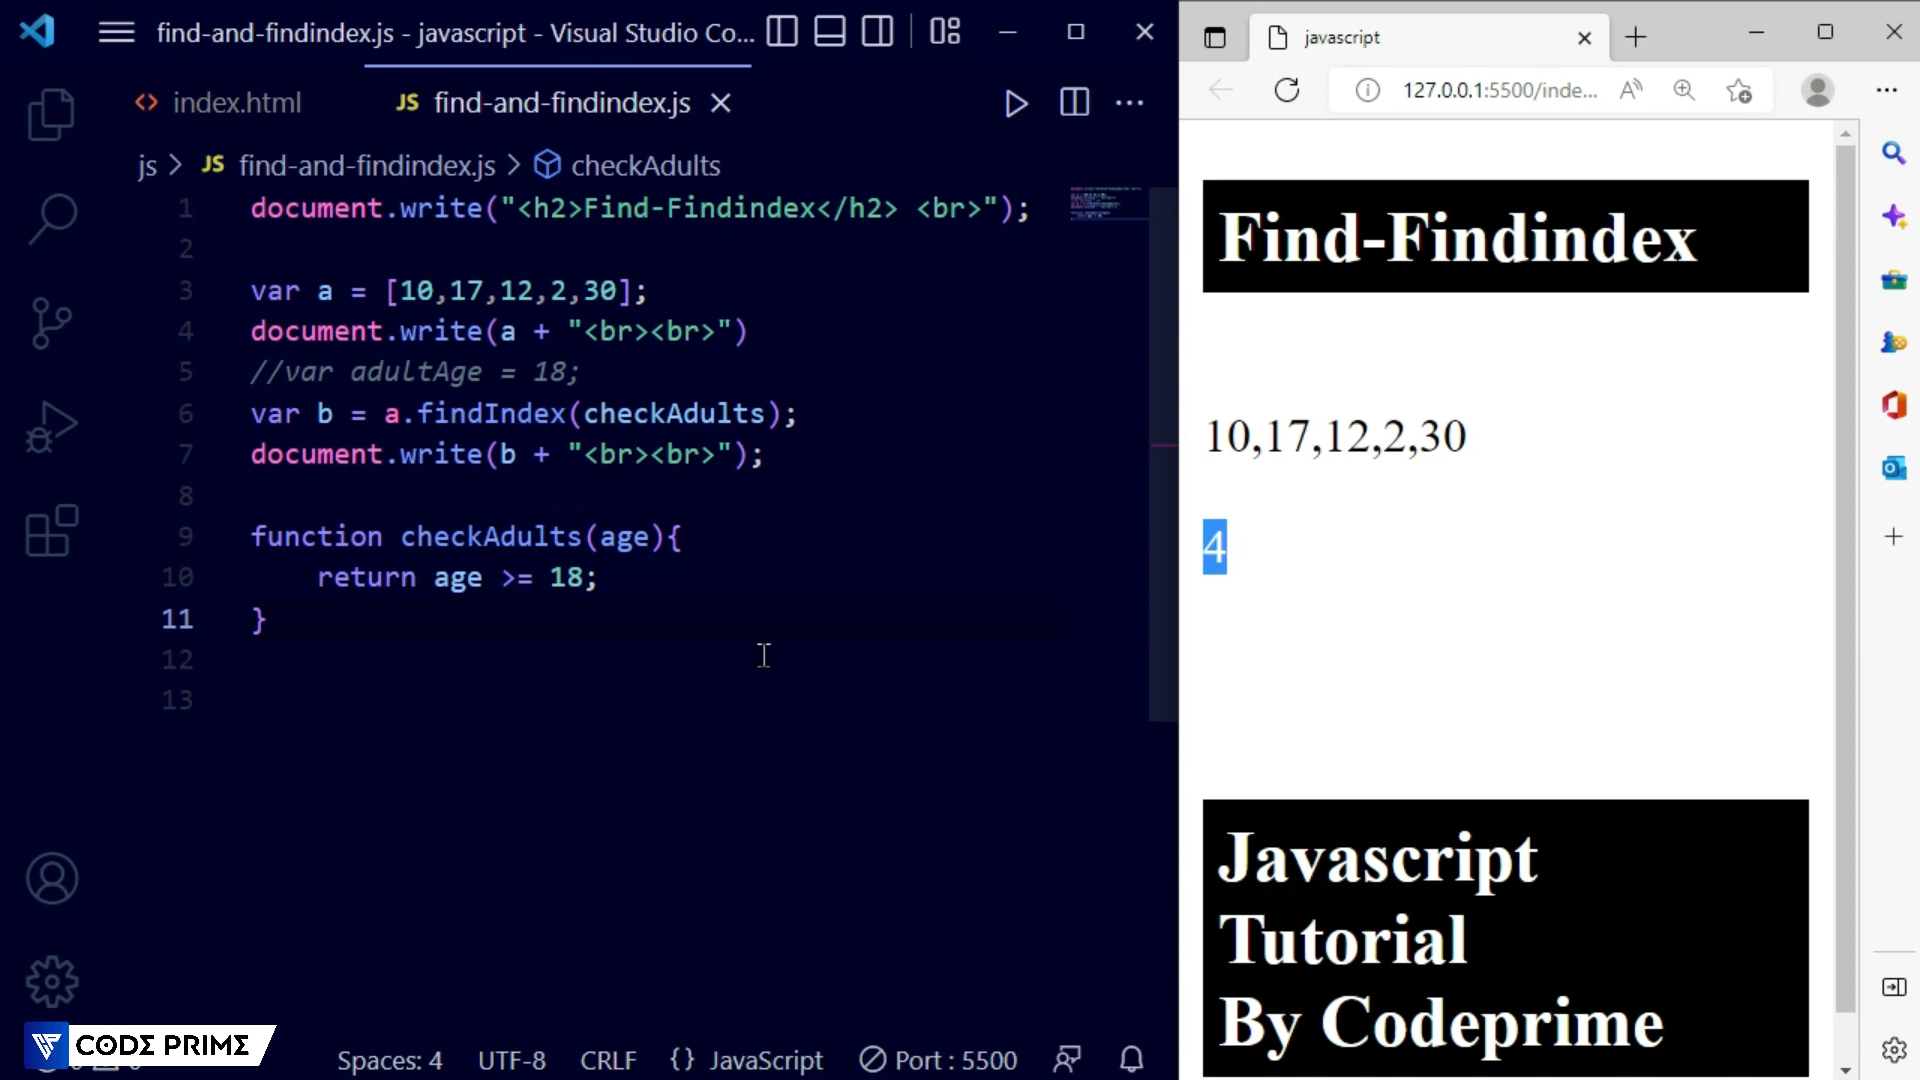 find-and-findindex.js - javascript - Visual Studio Co...
index.html
JS find-and-findindex.js
js > JS find-and-findindex.js > checkAdults
1 document.write("<h2>Find-Findindex</h2> <br>");
2
3 var a = [10,17,12,2,30];
4 document.write(a + "<br><br>")
5 //var adultAge = 18;
6 var b = a.findIndex(checkAdults);
7 document.write(b + "<br><br>");
8
9 function checkAdults(age){
10 return age >= 18;
11 }
12
13
CODE PRIME
Spaces: 4 UTF-8 CRLF {} JavaScript Port : 5500
javascript
127.0.0.1:5500/inde...
Find-Findindex
10,17,12,2,30
4
Javascript
Tutorial
By Codeprime